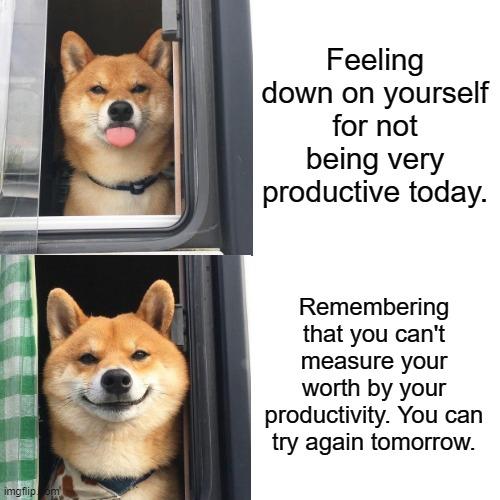 Feeling
down on yourself
for not
being very
productive today.
Remembering
that you can't
measure your
worth by your
productivity. You can
try again tomorrow.
imgflip.com